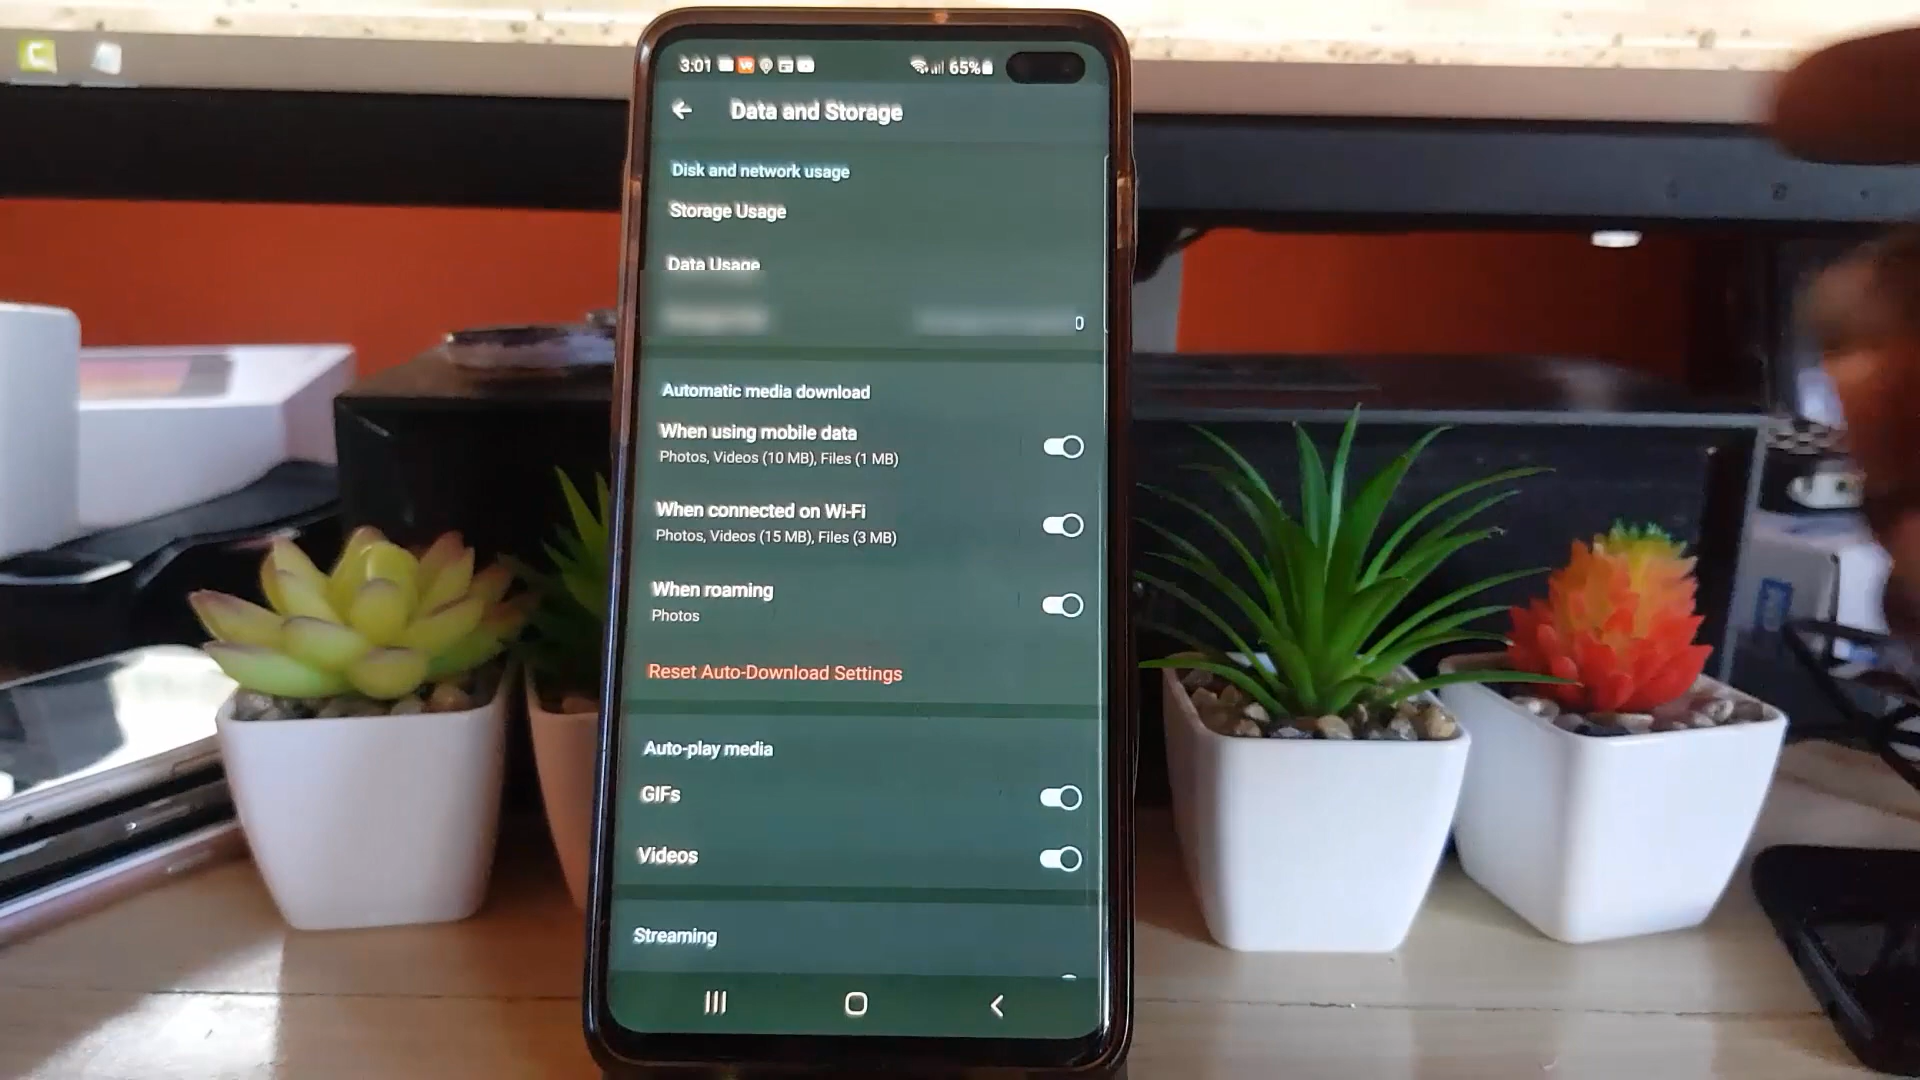 3:01
65%
Data and Storage
Disk and network usage
Storage Usage
Data Usage
Automatic media download
When using mobile data
Photos, Videos (10 MB), Files (1 MB)
When connected on Wi-Fi
Photos, Videos (15 MB), Files (3 MB)
When roaming
Photos
Reset Auto-Download Settings
Auto-play media
GIFs
Videos
Streaming